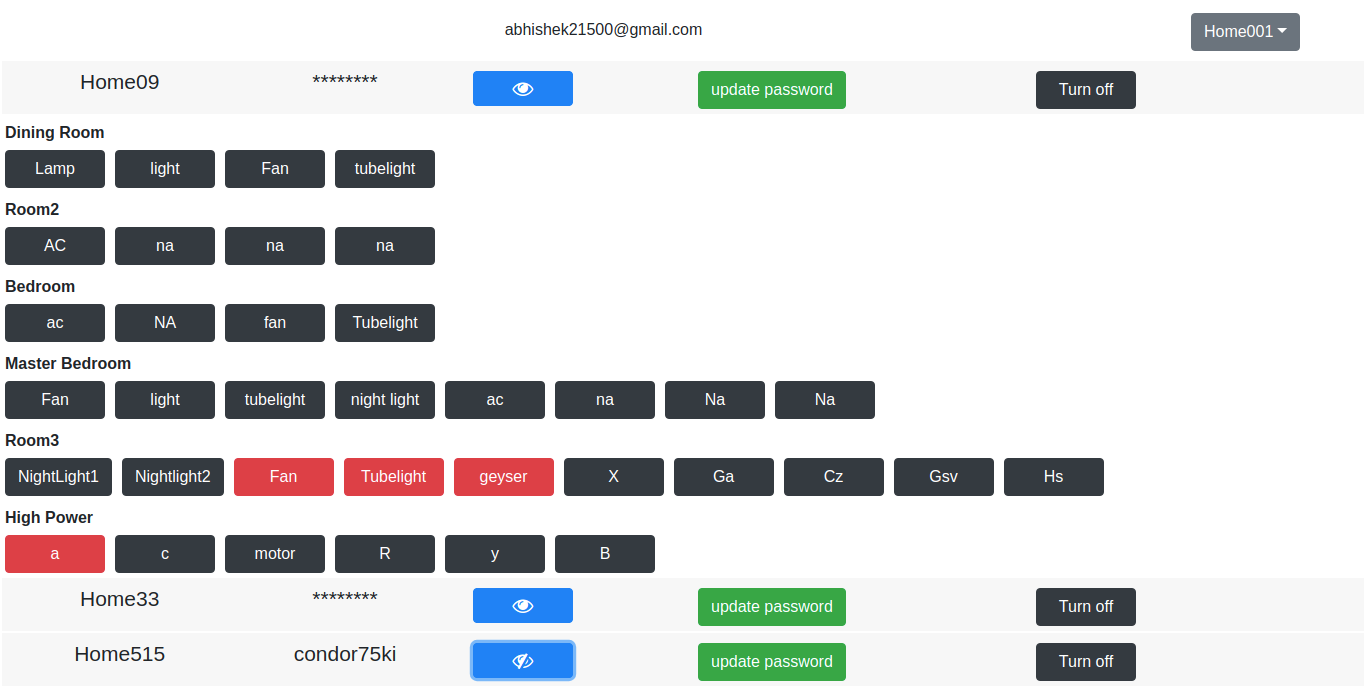 abhishek21500@gmail.com Home001
Home09 ******** update password Turn off
Dining Room
Lamp light Fan tubelight
Room2
AC na na na
Bedroom
ac NA fan Tubelight
Master Bedroom
Fan light tubelight night light ac na Na Na
Room3
NightLight1 Nightlight2 Fan Tubelight geyser X Ga Cz Gsv Hs
High Power
a c motor R y B
Home33 ******** update password Turn off
Home515 condor75ki update password Turn off